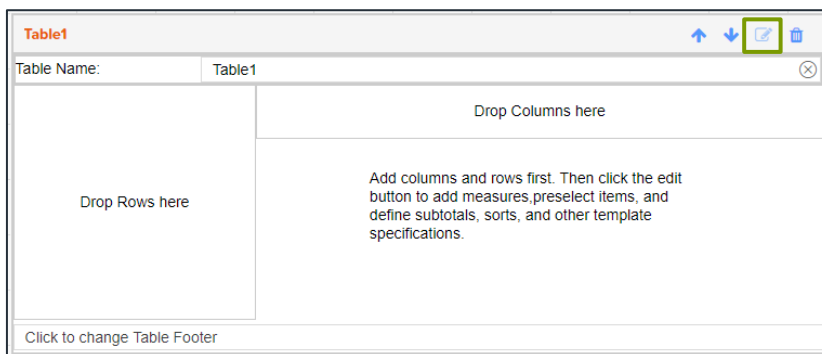 Table1
Table Name:
Table1
Drop Columns here
Drop Rows here
Add columns and rows first. Then click the edit
button to add measures,preselect items, and
define subtotals, sorts, and other template
specifications.
Click to change Table Footer